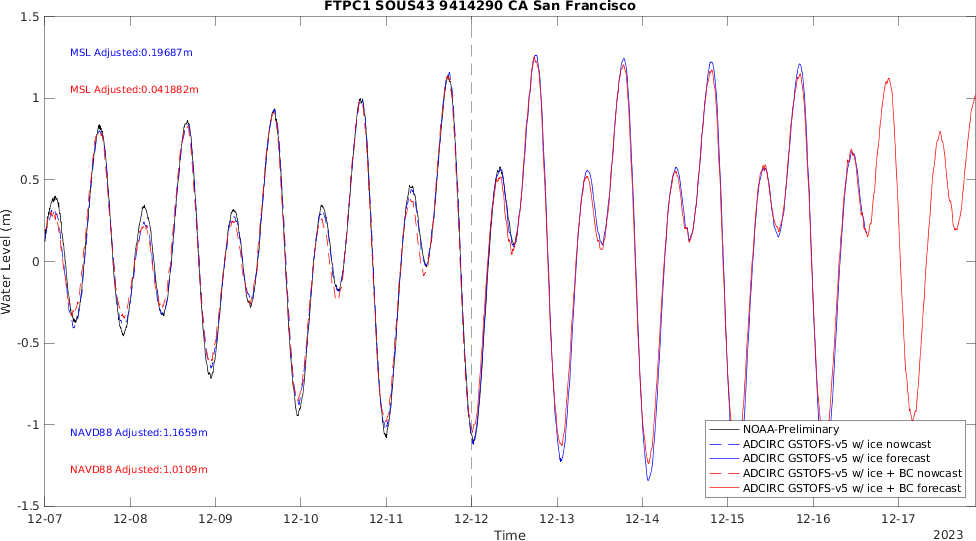 FTPC1 SOUS43 9414290 CA San Francisco
1.5
1
0.5
0
-0.5
-1
-1.5
Water Level (m)
MSL Adjusted:0.19687m
MSL Adjusted:0.041882m
NAVD88 Adjusted:1.1659m
NAVD88 Adjusted:1.0109m
NOAA-Preliminary
ADCIRC GSTOFS-v5 w/ ice nowcast
ADCIRC GSTOFS-v5 w/ ice forecast
ADCIRC GSTOFS-v5 w/ ice + BC nowcast
ADCIRC GSTOFS-v5 w/ ice + BC forecast
12-07 12-08 12-09 12-10 12-11 12-12 12-13 12-14 12-15 12-16 12-17
Time
2023